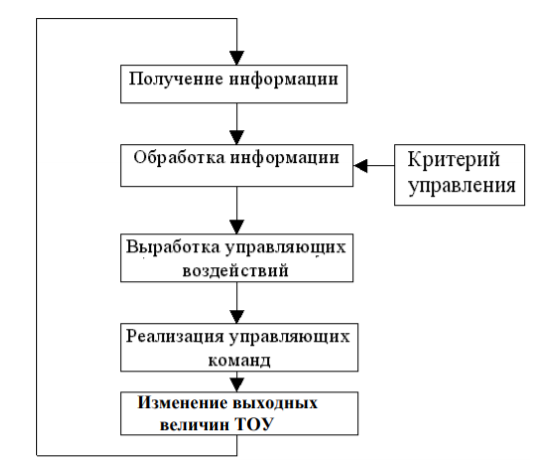 Получение информации
Обработка информации
Критерий
управления
Выработка управляющих
воздействий
Реализация управляющих
команд
Изменение выходных
величин ТОУ